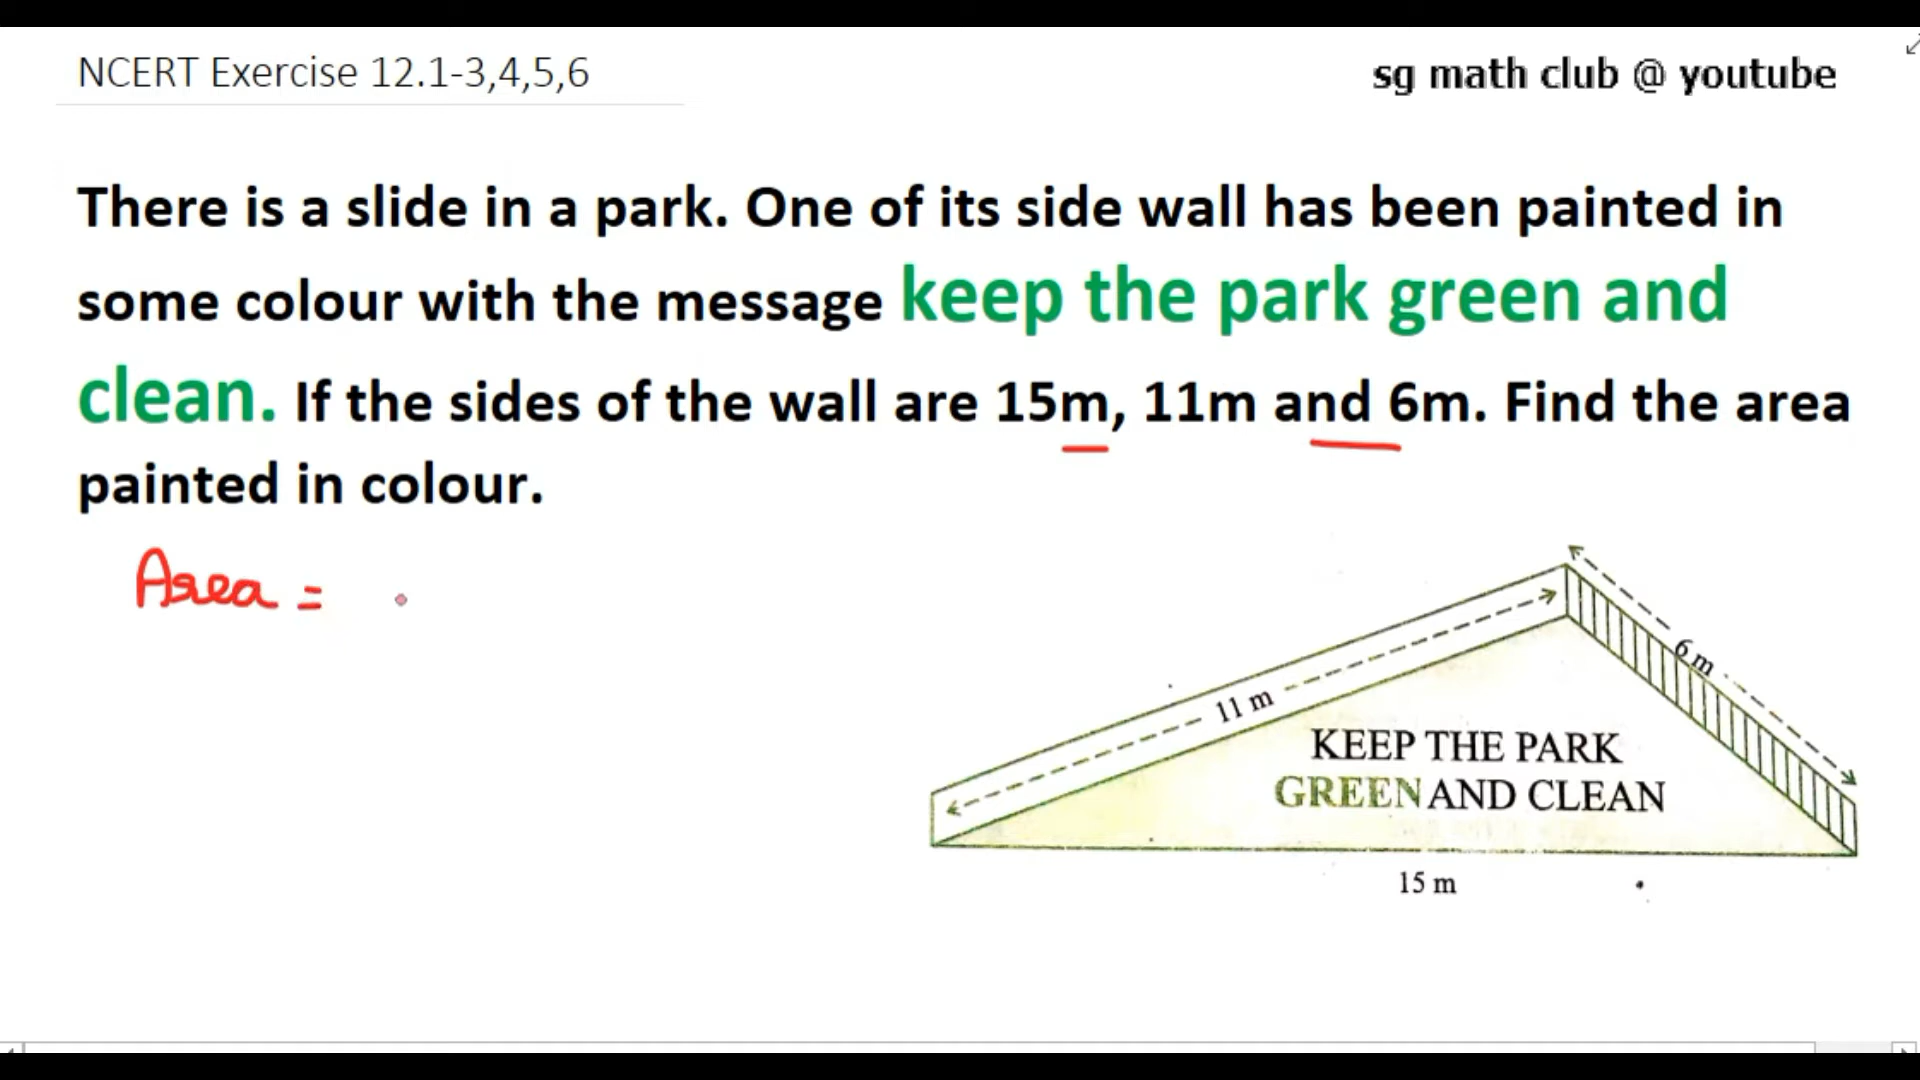 NCERT Exercise 12.1-3,4,5,6
sg math club @ youtube
There is a slide in a park. One of its side wall has been painted in
some colour with the message keep the park green and
clean. If the sides of the wall are 15m, 11m and 6m. Find the area
painted in colour.
Area =
6 m
11 m
KEEP THE PARK
GREEN AND CLEAN
15 m